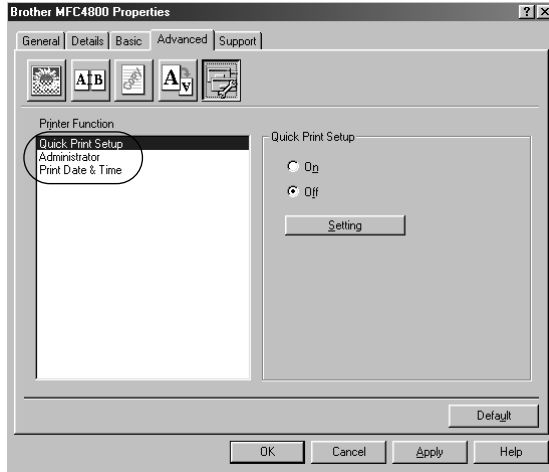 Brother MFC4800 Properties
General Details Basic Advanced Support
A B
A v
Printer Function
Quick Print Setup
Administrator
Print Date & Time
Quick Print Setup
On
Off
Setting
Default
OK Cancel Apply Help